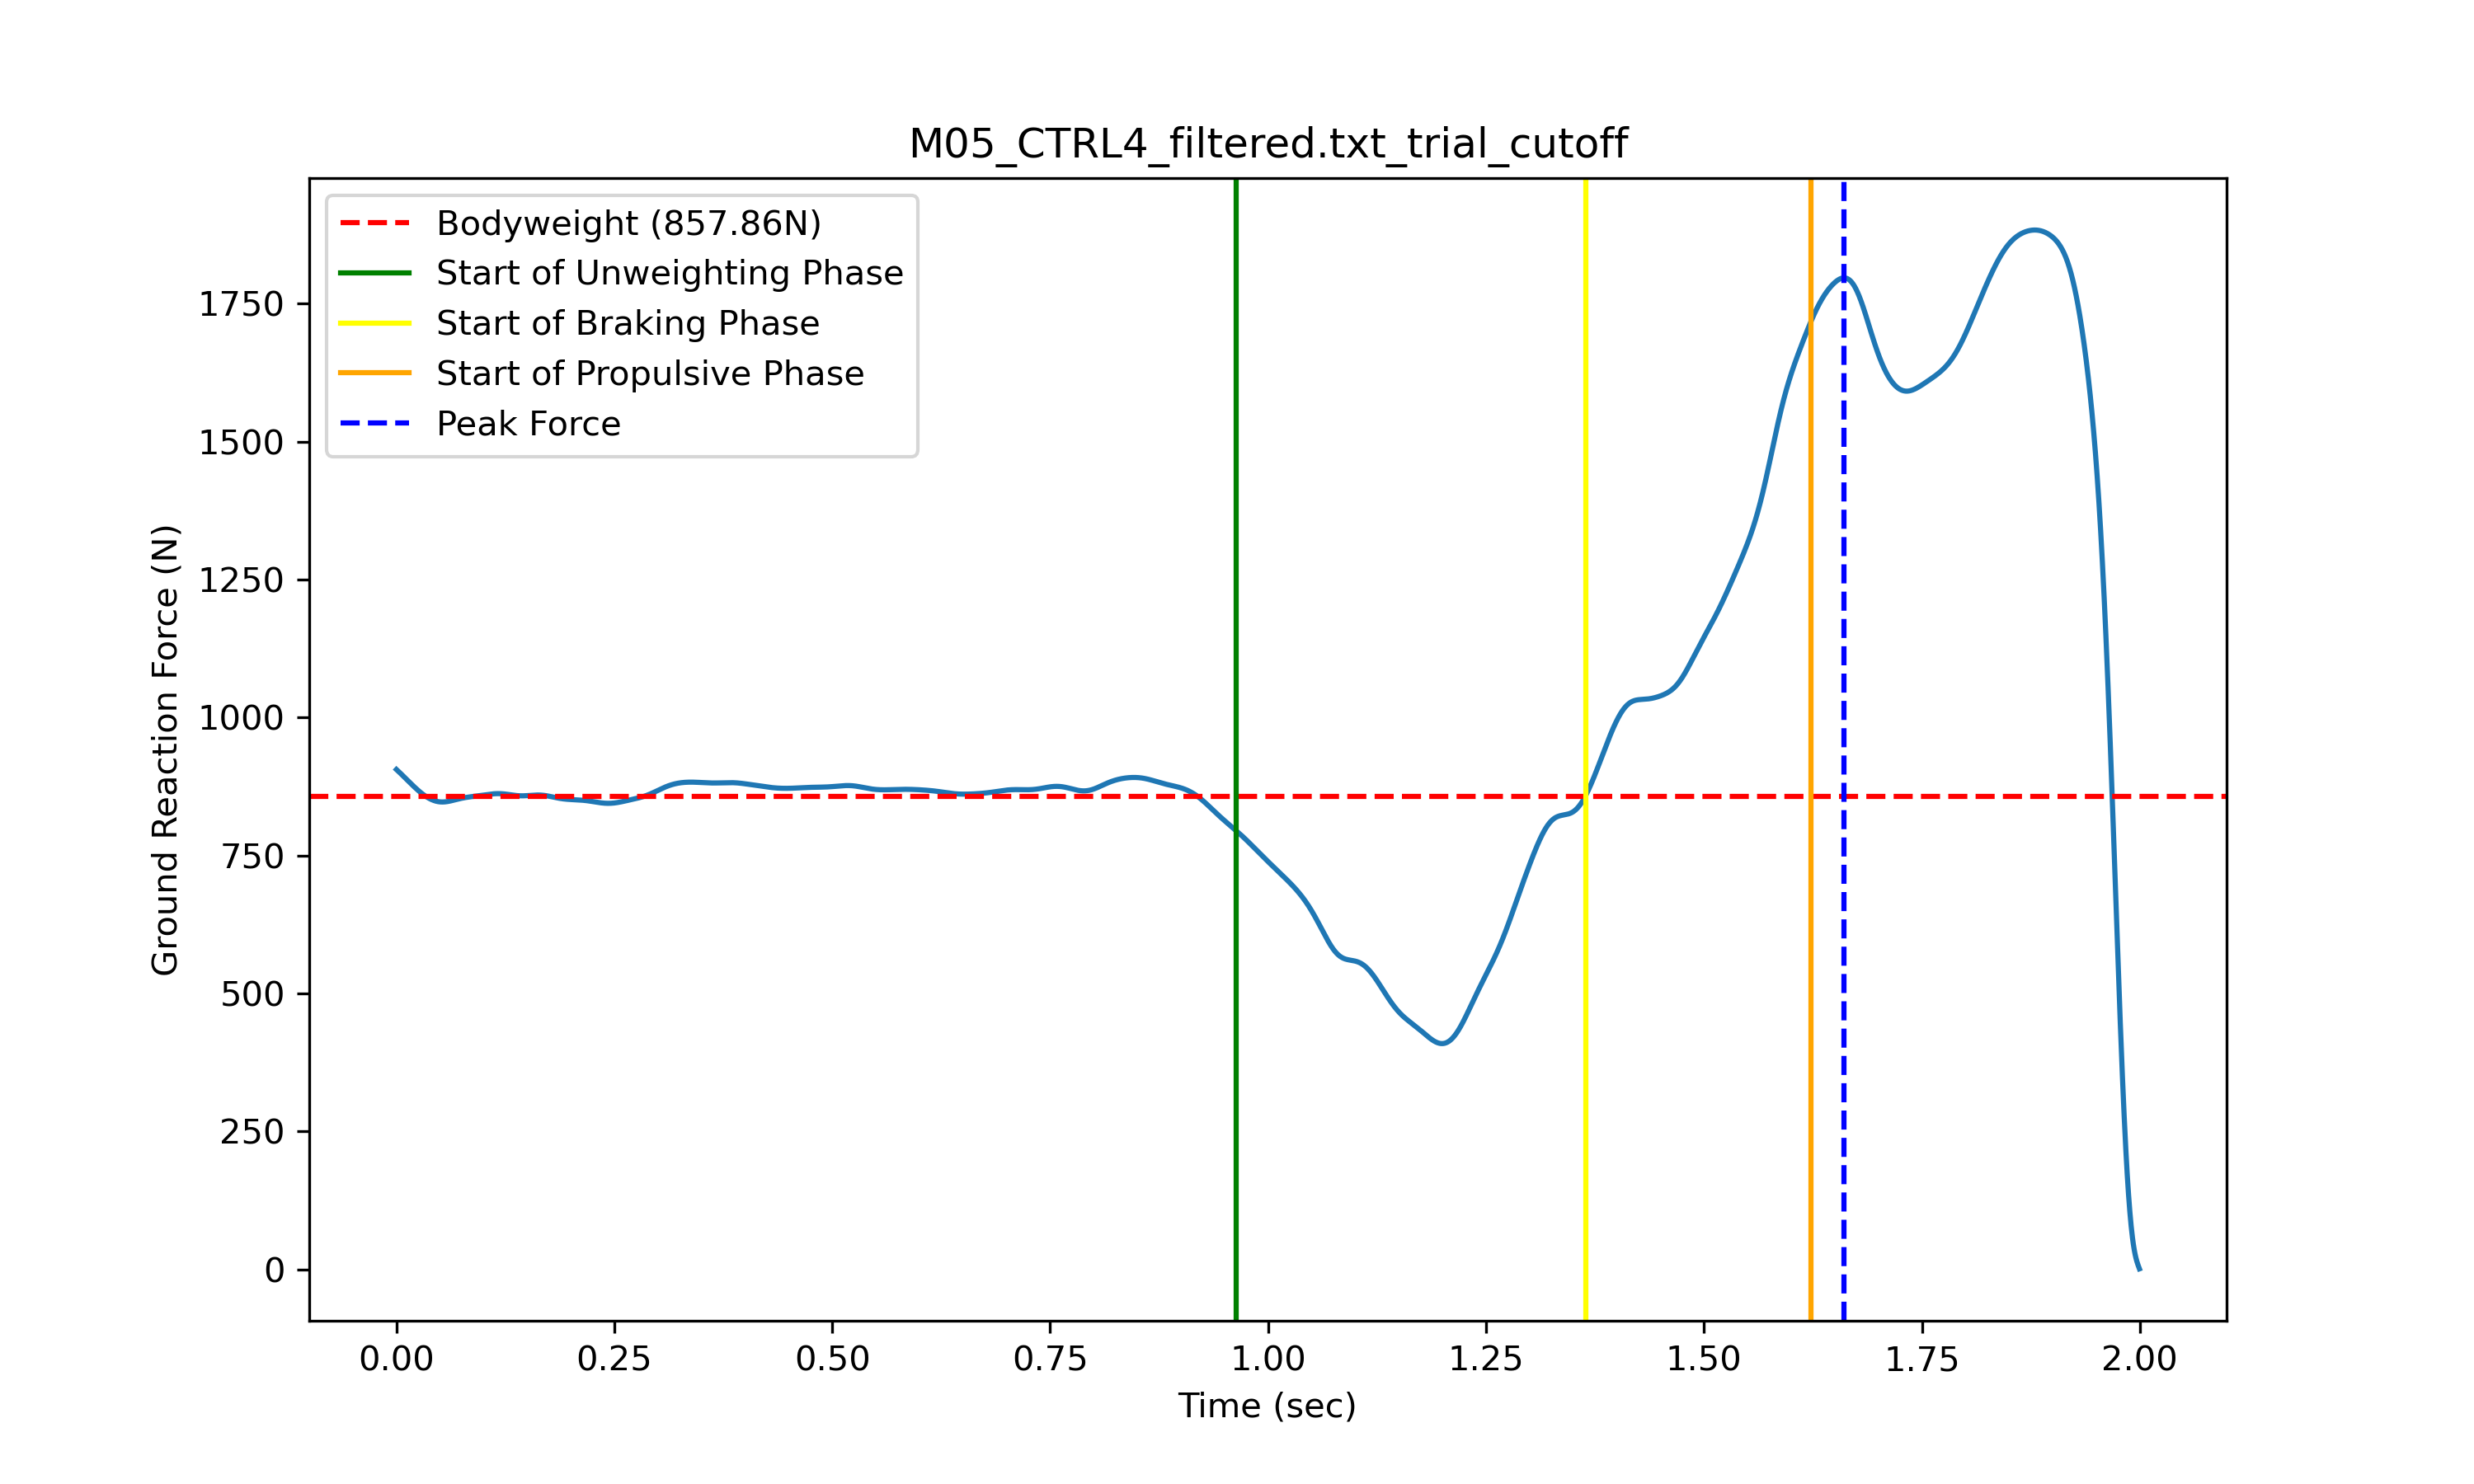 M05_CTRL4_filtered.txt_trial_cutoff
Bodyweight (857.86N)
Start of Unweighting Phase
Start of Braking Phase
Start of Propulsive Phase
Peak Force
Ground Reaction Force (N)
1750
1500
1250
1000
750
500
250
0
0.00 0.25 0.50 0.75 1.00 1.25 1.50 1.75 2.00
Time (sec)